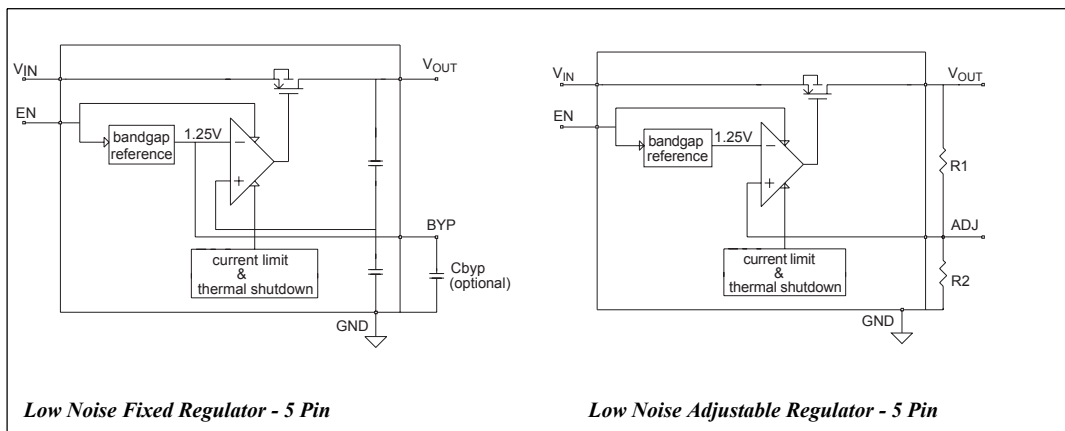 VIN
VOUT
EN
bandgap
reference
1.25V
−
+
BYP
current limit
&
thermal shutdown
Cbyp
(optional)
GND
Low Noise Fixed Regulator - 5 Pin
VIN
VOUT
EN
bandgap
reference
1.25V
−
+
R1
ADJ
current limit
&
thermal shutdown
R2
GND
Low Noise Adjustable Regulator - 5 Pin